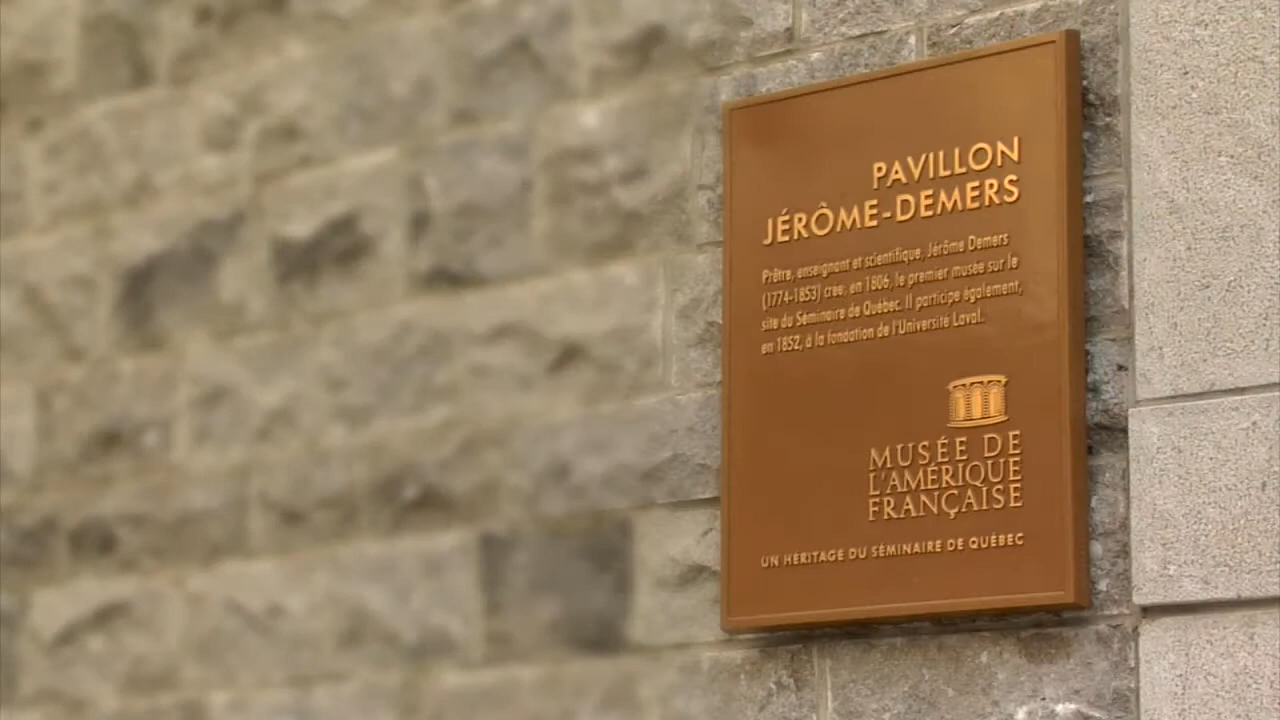 PAVILLON
JÉRÔME-DEMERS
Prêtre, enseignant et scientifique, Jérôme Demers
(1774-1853) crée, en 1806, le premier musée sur le
site du Séminaire de Québec. Il participe également,
en 1852, à la fondation de l'Université Laval.
MUSÉE DE
L'AMÉRIQUE
FRANÇAISE
UN HÉRITAGE DU SÉMINAIRE DE QUÉBEC